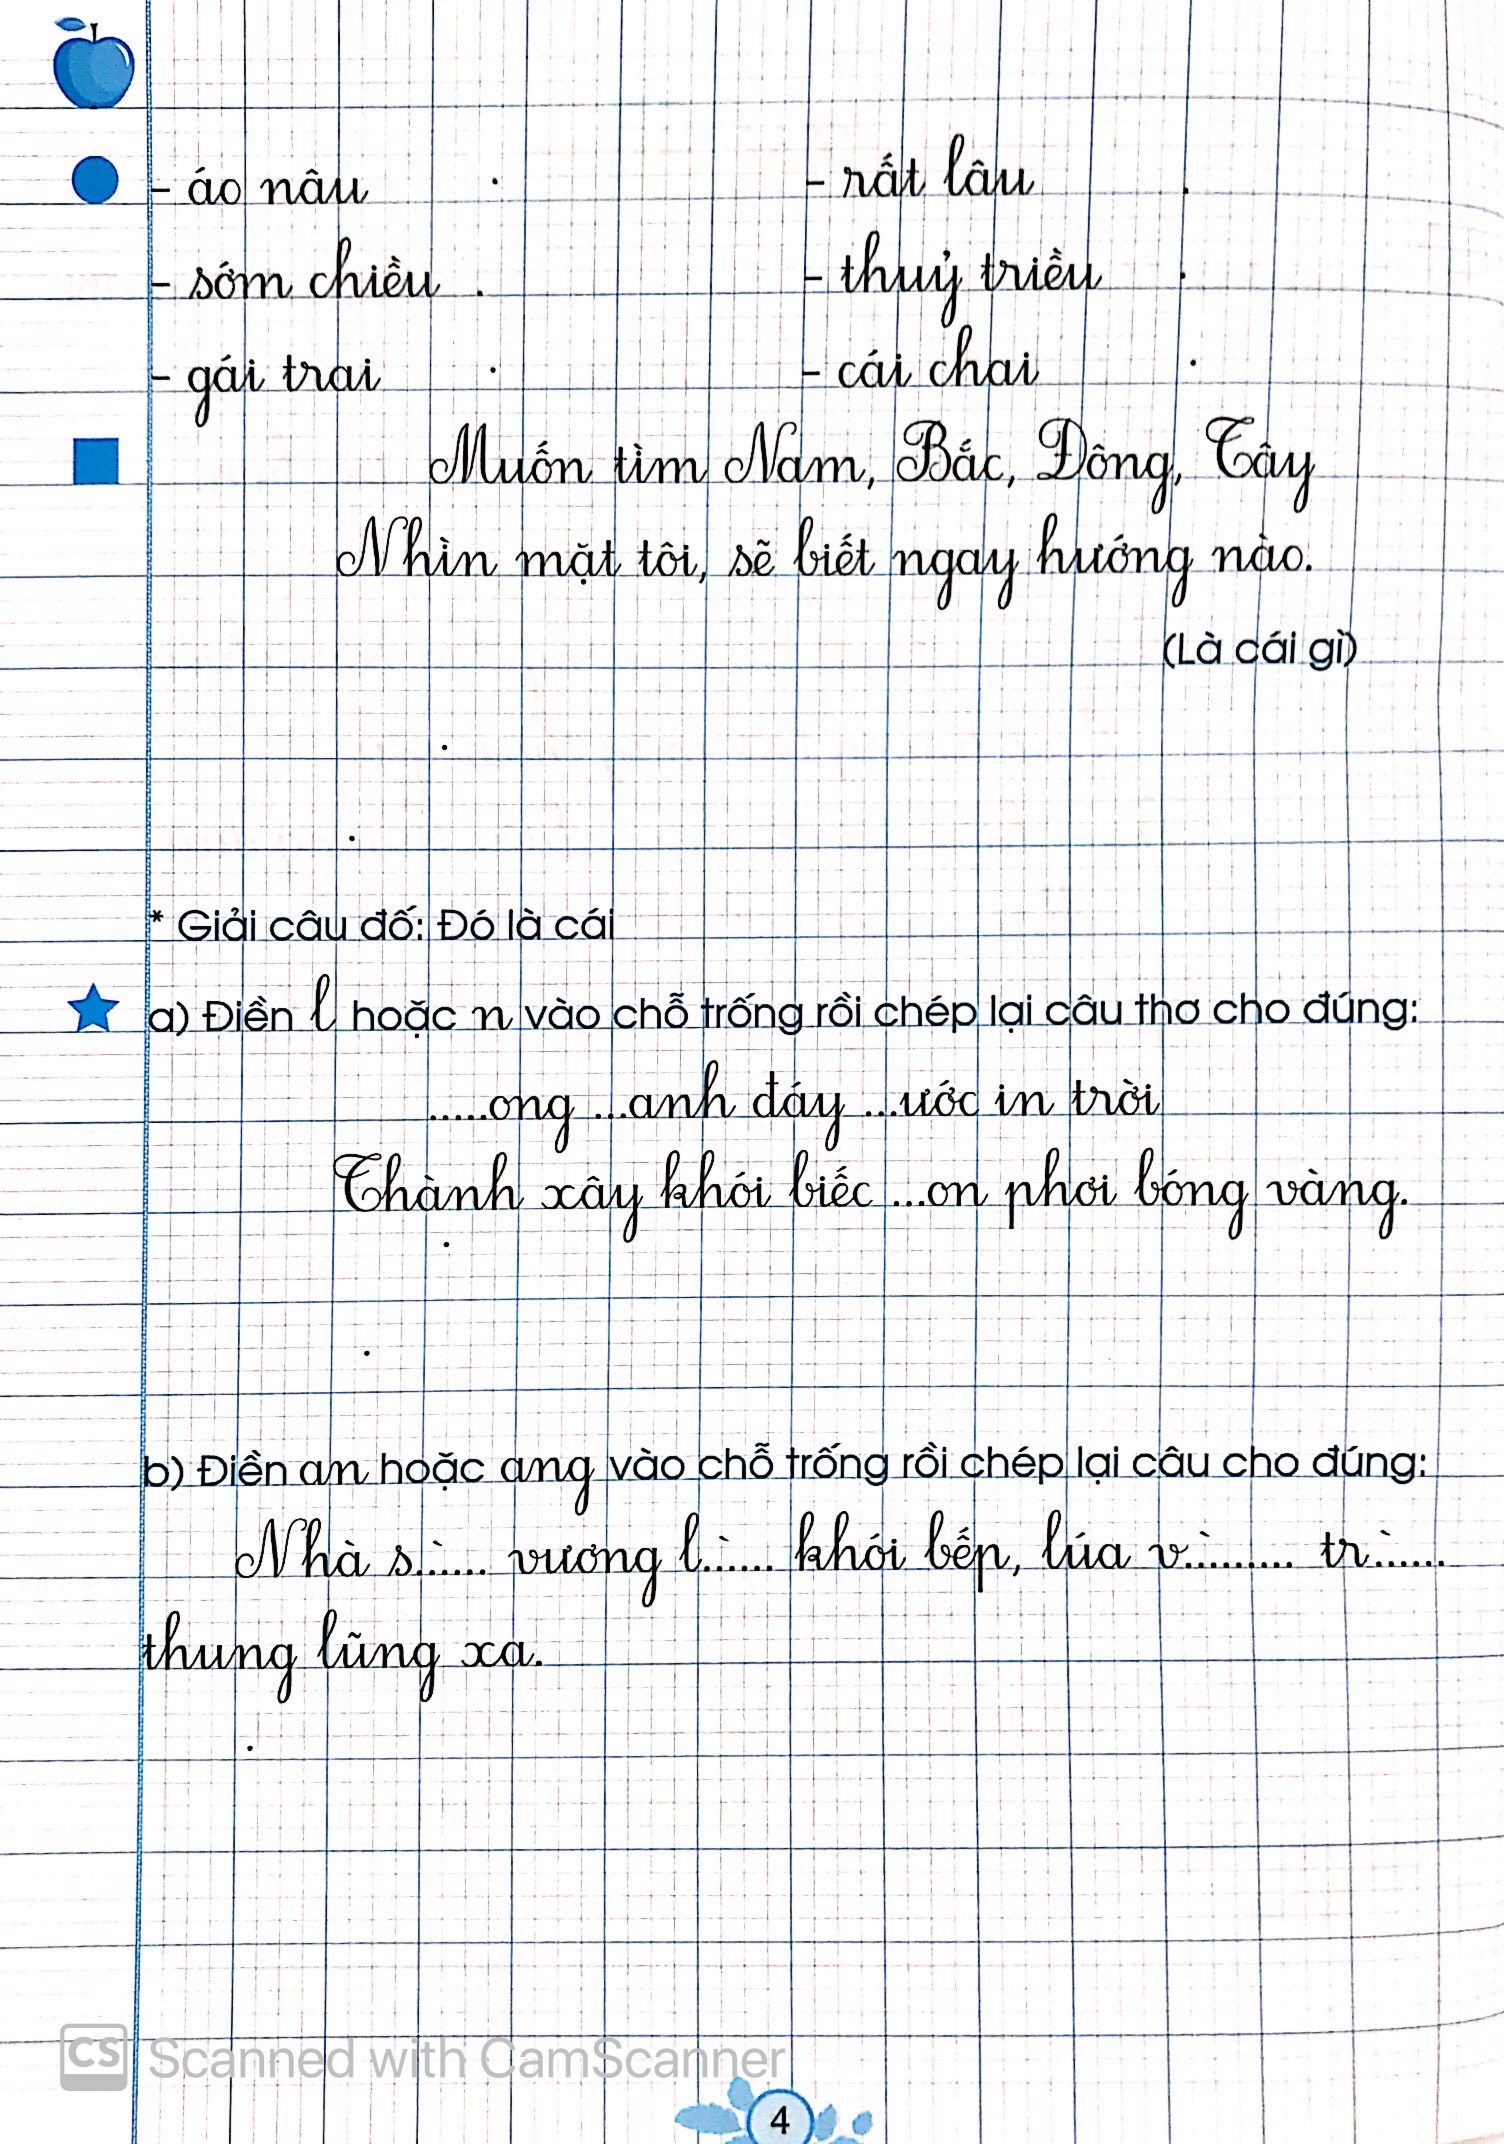 - áo nâu - rất lâu
- sớm chiều - thuỷ triều
- gái trai - cái chai
Muốn tìm Nam, Bắc, Đông, Tây
Nhìn mặt tôi, sẽ biết ngay hướng nào.
(Là cái gì)
* Giải câu đố: Đó là cái
a) Điền l hoặc n vào chỗ trống rồi chép lại câu thơ cho đúng:
.....ong ...anh đáy ...ước in trời
Thành xây khói biếc ...on phơi bóng vàng.
b) Điền an hoặc ang vào chỗ trống rồi chép lại câu cho đúng:
Nhà s.̀..... vương l.̀..... khói bếp, lúa v.̀........ tr.̀.....
thung lũng xa.
CS Scanned with CamScanner
4